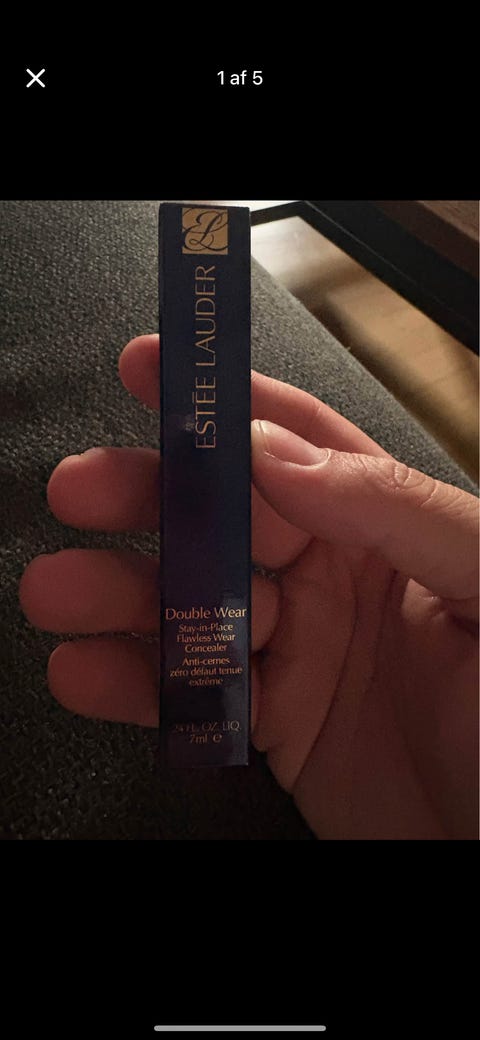 1 af 5
ESTĒE LAUDER
Double Wear
Stay-in-Place
Flawless Wear
Concealer
Anti-cernes
zéro défaut tenue
extrême
.24 FL. OZ. LIQ.
7ml ℮